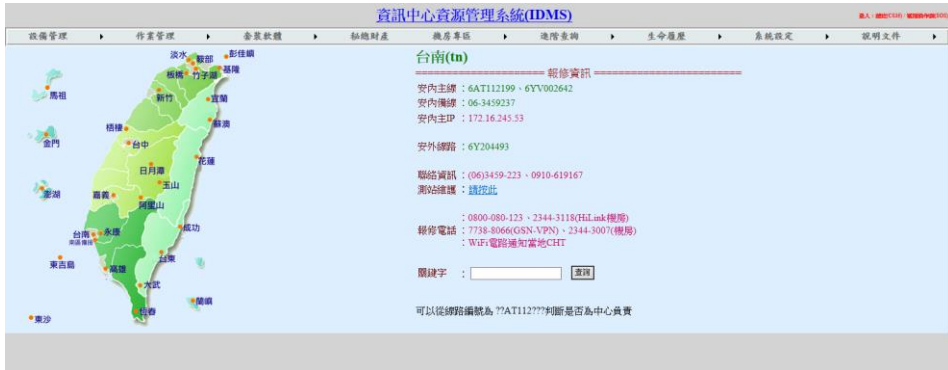 資訊中心資源管理系統(IDMS)
設備管理 作業管理 套裝軟體 秘總財產 機房專區 進階查詢 生命履歷 系統設定 說明文件
淡水 鞍部 彭佳嶼
板橋 竹子湖 基隆
馬祖
新竹
宜蘭
蘇澳
梧棲
金門
台中
花蓮
日月潭
玉山
澎湖
嘉義
阿里山
成功
台南 永康
東吉島
高雄
台東
大武
蘭嶼
恆春
東沙
台南(tn)
====================== 報修資訊 =========================
安內主線 : 6AT112199、6YV002642
安內備線 : 06-3459237
安內主IP : 172.16.245.53
安外線路 : 6Y204493
聯絡資訊 : (06)3459-223、0910-619167
測站維護 : 請按此
: 0800-080-123、2344-3118(HiLink機房)
報修電話 : 7738-8066(GSN-VPN)、2344-3007(機房)
: WiFi電路通知當地CHT
關鍵字 : 查詢
可以從線路編號為 ??AT112???判斷是否為中心負責